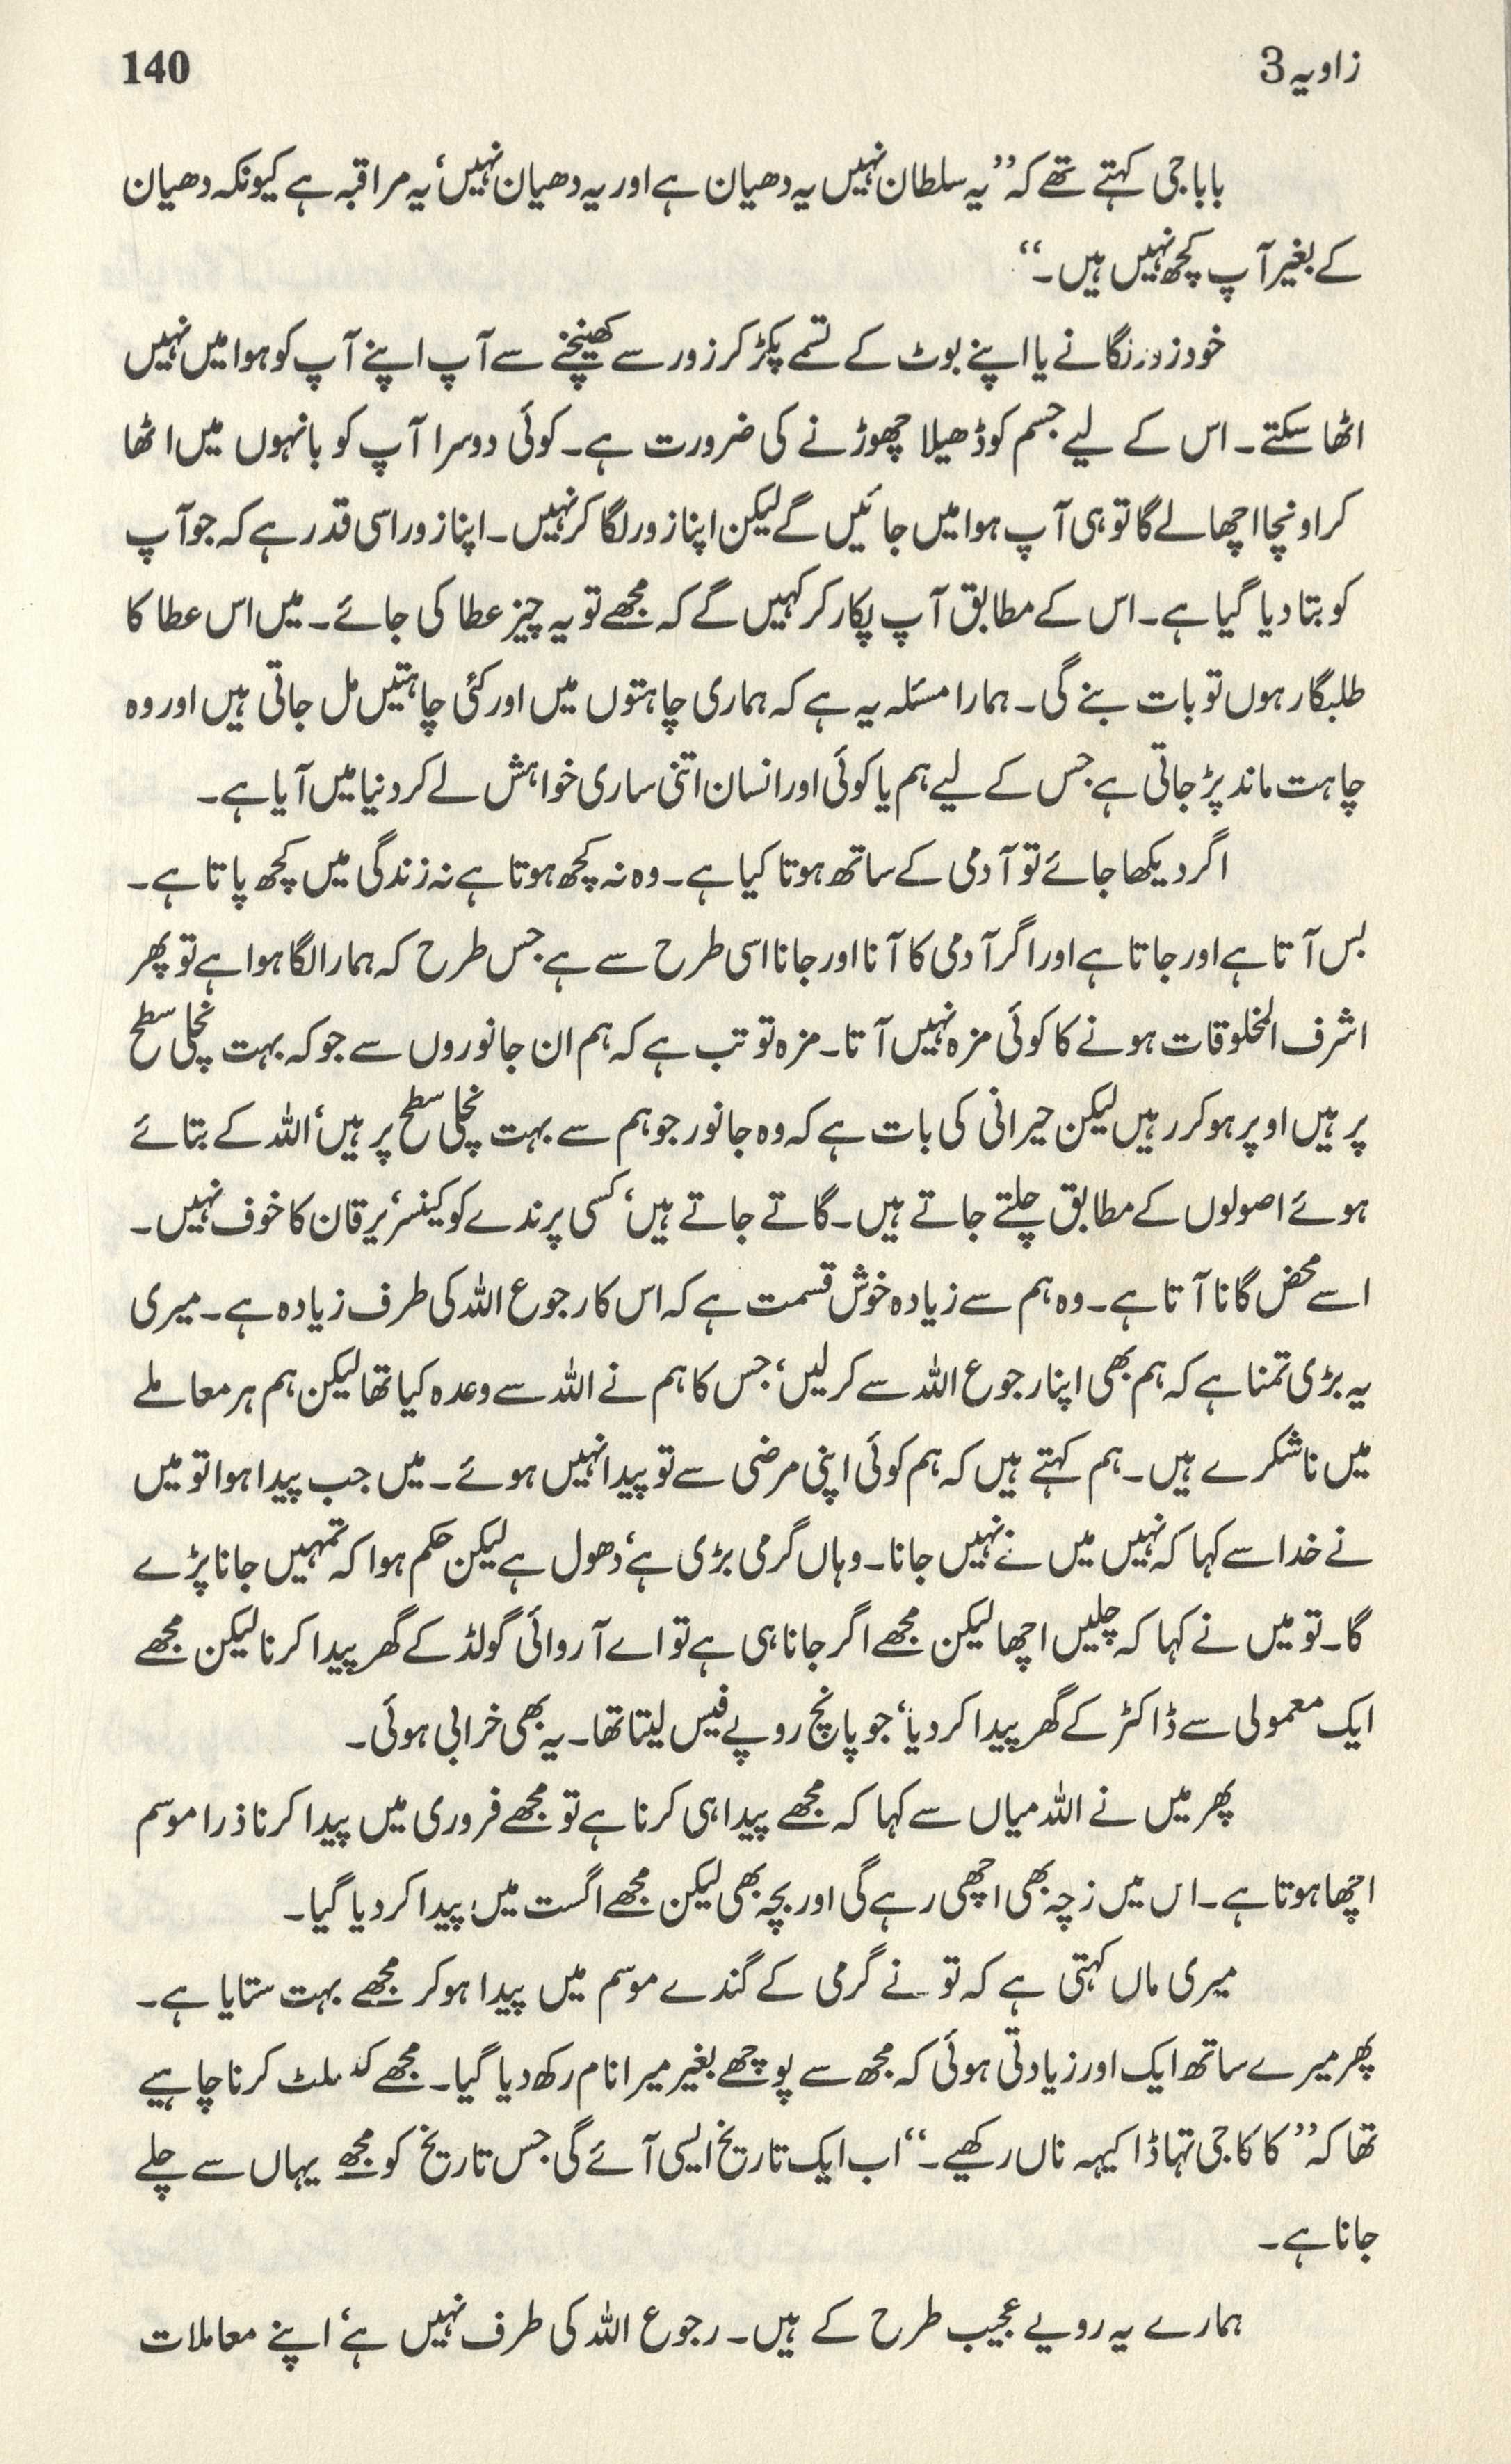 زاویہ 3
140
بابا جی کہتے تھے کہ ”یہ سلطان نہیں یہ دھیان ہے اور یہ دھیان نہیں، یہ مراقبہ ہے کیونکہ دھیان
کے بغیر آپ کچھ نہیں ہیں۔“
خود زور لگانے یا اپنے بوٹ کے تسمے پکڑ کر زور سے کھینچنے سے آپ اپنے آپ کو ہوا میں نہیں
اٹھا سکتے۔ اس کے لیے جسم کو ڈھیلا چھوڑنے کی ضرورت ہے۔ کوئی دوسرا آپ کو بانہوں میں اٹھا
کر اونچا اچھالے گا تو ہی آپ ہوا میں جائیں گے لیکن اپنا زور لگا کر نہیں۔ اپنا زور اسی قدر ہے کہ جو آپ
کو بتا دیا گیا ہے۔ اس کے مطابق آپ پکار کر کہیں گے کہ مجھے تو یہ چیز عطا کی جائے۔ میں اس عطا کا
طلبگار ہوں تو بات بنے گی۔ ہمارا مسئلہ یہ ہے کہ ہماری چاہتوں میں اور کئی چاہتیں مل جاتی ہیں اور وہ
چاہت ماند پڑ جاتی ہے جس کے لیے ہم یا کوئی اور انسان اتنی ساری خواہش لے کر دنیا میں آیا ہے۔
اگر دیکھا جائے تو آدمی کے ساتھ ہوتا کیا ہے۔ وہ نہ کچھ ہوتا ہے نہ زندگی میں کچھ پاتا ہے۔
بس آتا ہے اور جاتا ہے اور اگر آدمی کا آنا اور جانا اسی طرح سے ہے جس طرح کہ ہمارا لگا ہوا ہے تو پھر
اشرف المخلوقات ہونے کا کوئی مزہ نہیں آتا۔ مزہ تو تب ہے کہ ہم ان جانوروں سے جو کہ بہت نچلی سطح
پر ہیں اوپر ہو کر رہیں لیکن حیرانی کی بات ہے کہ وہ جانور جو ہم سے بہت نچلی سطح پر ہیں، اللہ کے بتائے
ہوئے اصولوں کے مطابق چلتے جاتے ہیں۔ گاتے جاتے ہیں، کسی پرندے کو کینسر، یرقان کا خوف نہیں۔
اسے محض گانا آتا ہے۔ وہ ہم سے زیادہ خوش قسمت ہے کہ اس کا رجوع اللہ کی طرف زیادہ ہے۔ میری
یہ بڑی تمنا ہے کہ ہم بھی اپنا رجوع اللہ سے کر لیں، جس کا ہم نے اللہ سے وعدہ کیا تھا لیکن ہم ہر معاملے
میں ناشکرے ہیں۔ ہم کہتے ہیں کہ ہم کوئی اپنی مرضی سے تو پیدا نہیں ہوئے۔ میں جب پیدا ہوا تو میں
نے خدا سے کہا کہ نہیں میں نے نہیں جانا۔ وہاں گرمی بڑی ہے، دھول ہے لیکن حکم ہوا کہ تمہیں جانا پڑے
گا۔ تو میں نے کہا کہ چلیں اچھا لیکن مجھے اگر جانا ہی ہے تو اے آر وائی گولڈ کے گھر پیدا کرنا لیکن مجھے
ایک معمولی سے ڈاکٹر کے گھر پیدا کر دیا، جو پانچ روپے فیس لیتا تھا۔ یہ بھی خرابی ہوئی۔
پھر میں نے اللہ میاں سے کہا کہ مجھے پیدا ہی کرنا ہے تو مجھے فروری میں پیدا کرنا ذرا موسم
اچھا ہوتا ہے۔ اس میں زچہ بھی اچھی رہے گی اور بچہ بھی لیکن مجھے اگست میں پیدا کر دیا گیا۔
میری ماں کہتی ہے کہ تو نے گرمی کے گندے موسم میں پیدا ہو کر مجھے بہت ستایا ہے۔
پھر میرے ساتھ ایک اور زیادتی ہوئی کہ مجھ سے پوچھے بغیر میرا نام رکھ دیا گیا۔ مجھے کنسلٹ کرنا چاہیے
تھا کہ ”کاکا جی تہاڈا کیہہ ناں رکھیے۔“ اب ایک تاریخ ایسی آئے گی جس تاریخ کو مجھے یہاں سے چلے
جانا ہے۔
ہمارے یہ رویے عجیب طرح کے ہیں۔ رجوع اللہ کی طرف نہیں ہے، اپنے معاملات